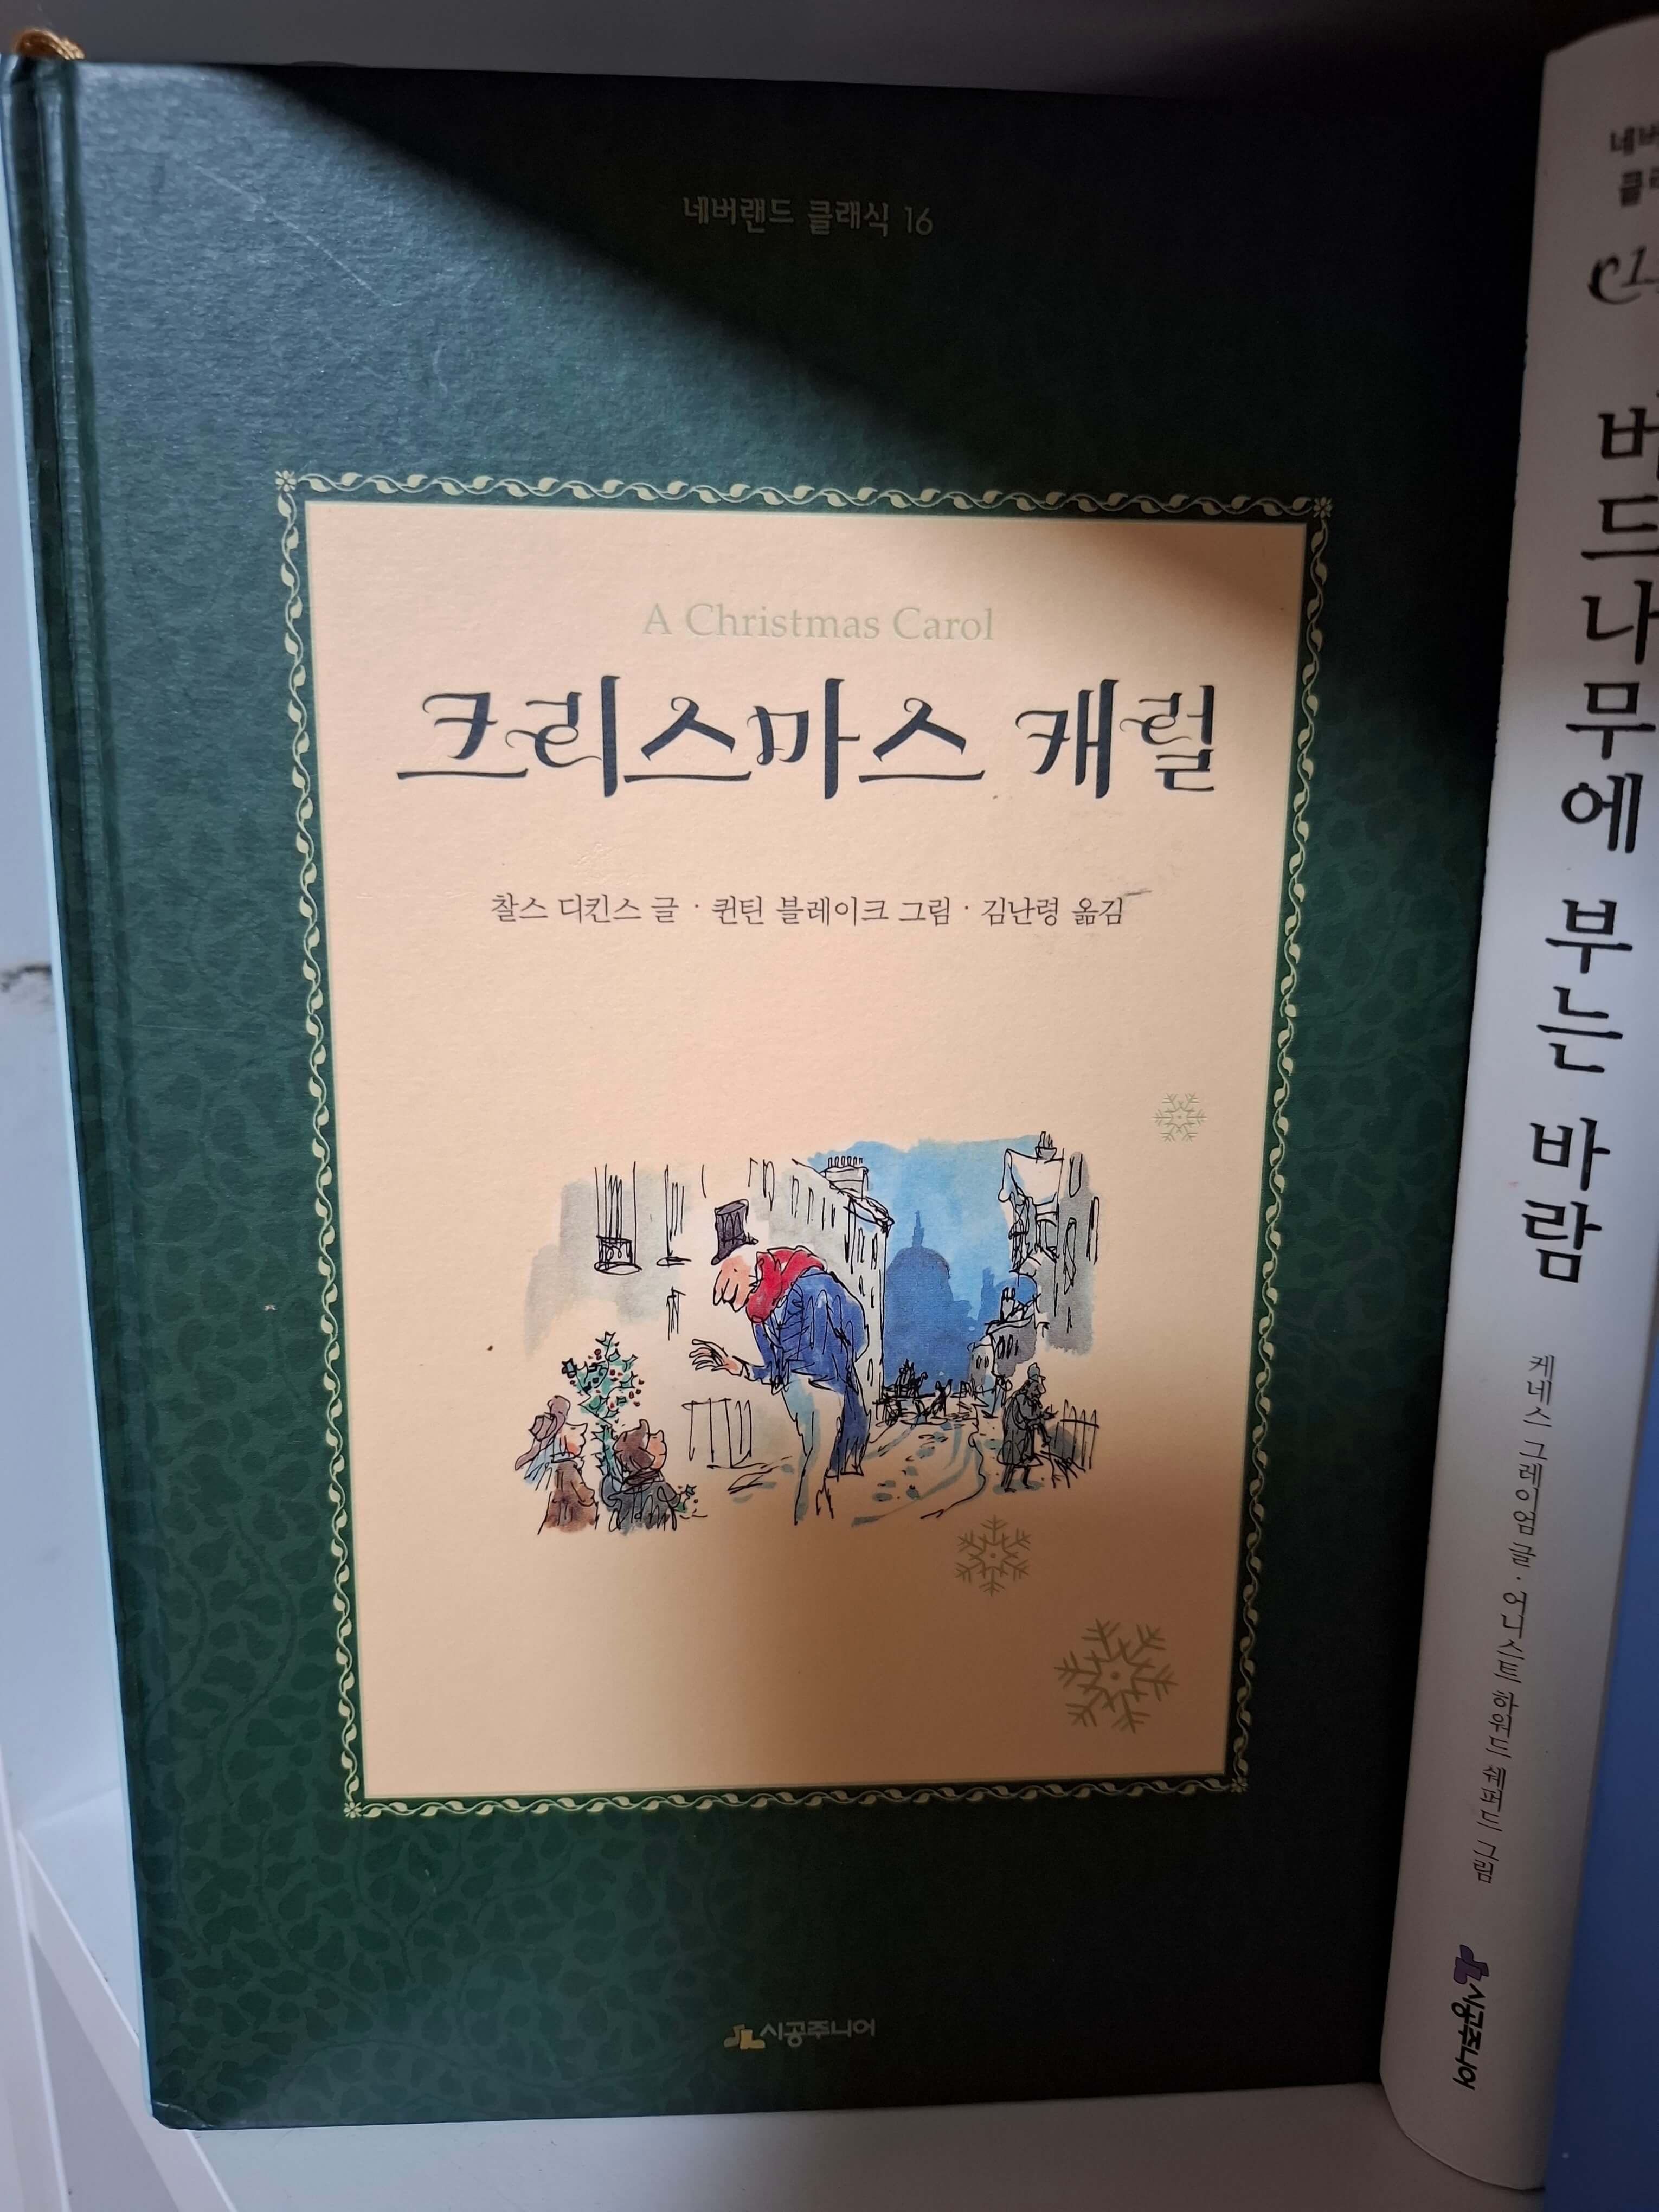 네버랜드 클래식 16
A Christmas Carol
크리스마스 캐럴
찰스 디킨스 글 · 퀸틴 블레이크 그림 · 김난령 옮김
시공주니어
버드나무에 부는 바람
케네스 그레이엄 글 · 어니스트 하워드 쉐퍼드 그림
시공주니어